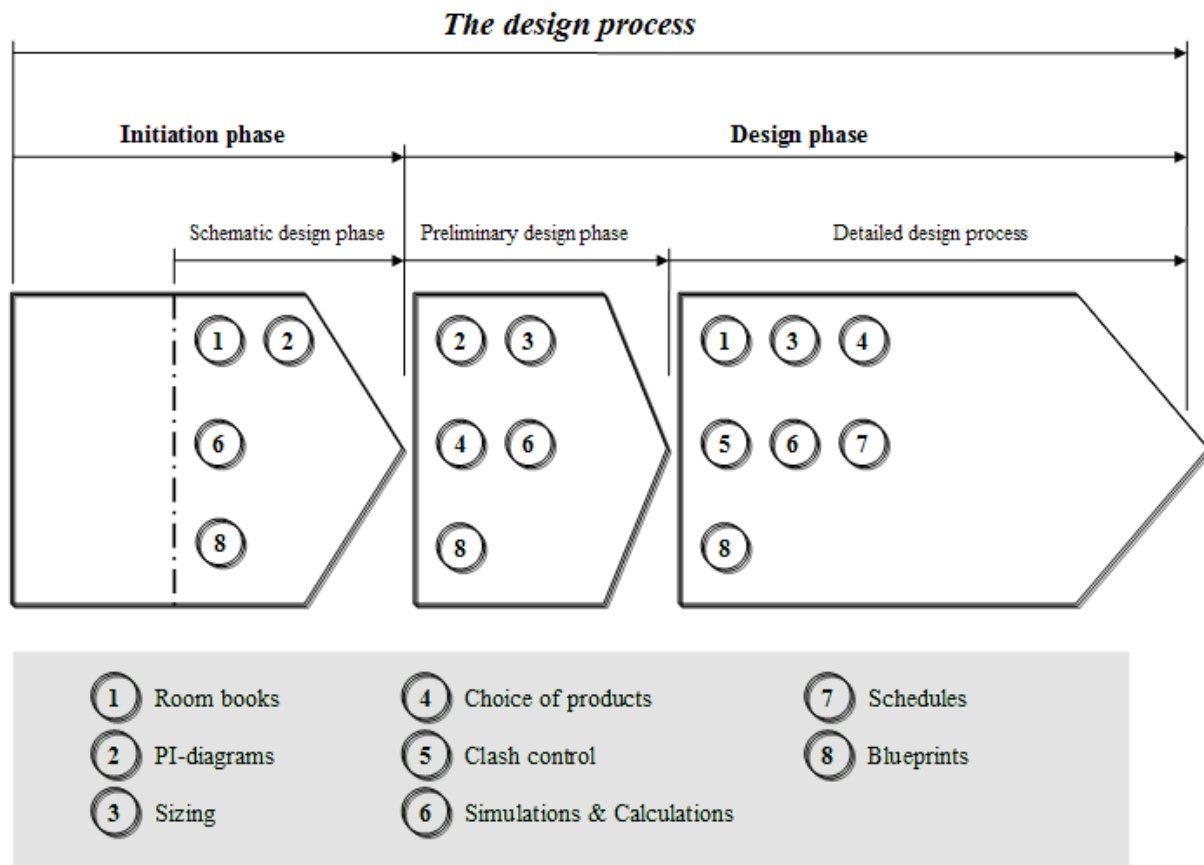 The design process
Initiation phase Design phase
Schematic design phase Preliminary design phase Detailed design process
1 2 2 3 1 3 4
6 4 6 5 6 7
8 8 8
1 Room books 4 Choice of products 7 Schedules
2 PI-diagrams 5 Clash control 8 Blueprints
3 Sizing 6 Simulations & Calculations